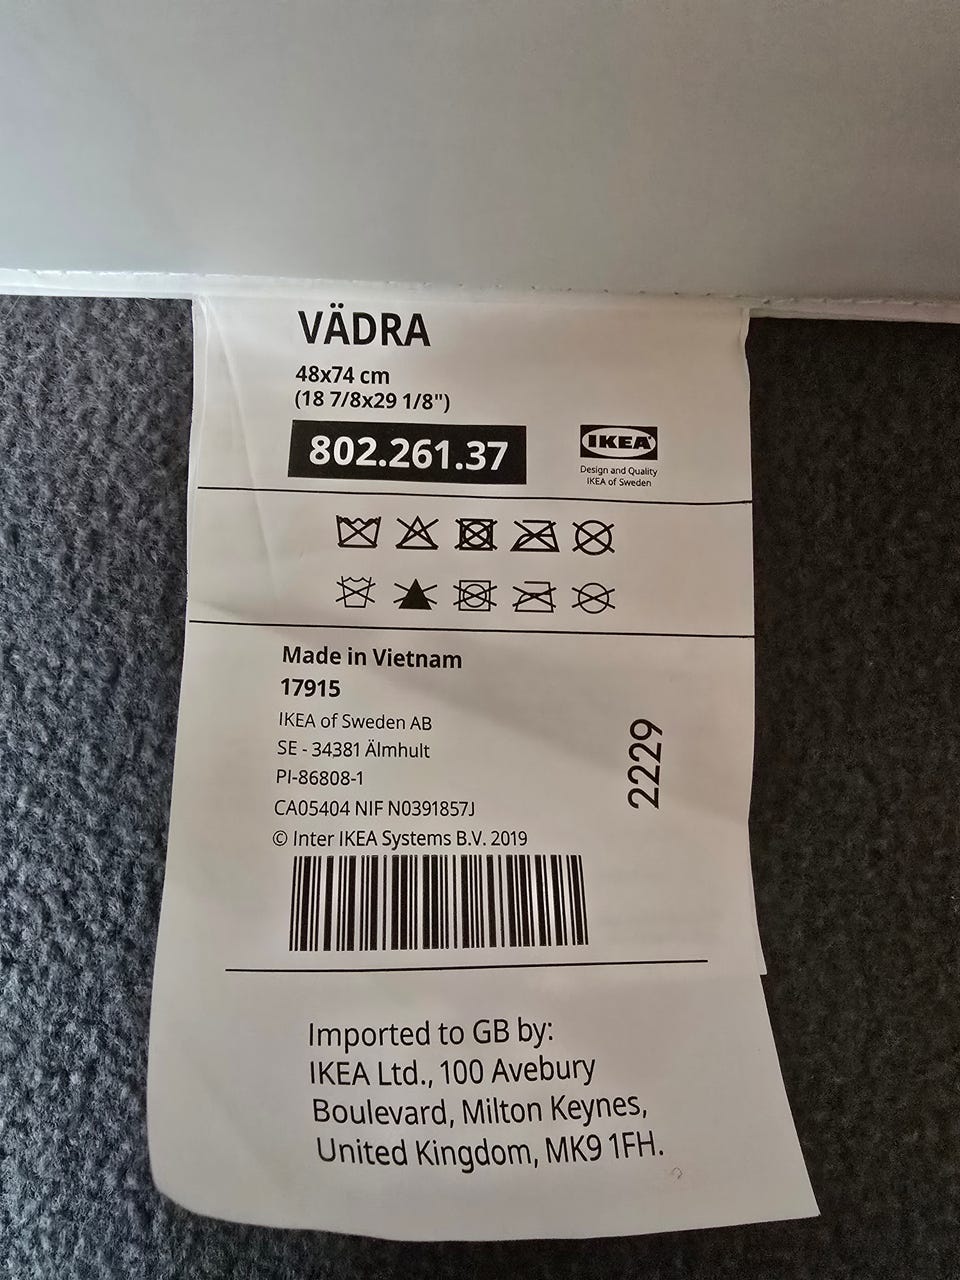 VÄDRA
48x74 cm
(18 7/8x29 1/8")
802.261.37
IKEA
Design and Quality
IKEA of Sweden
Made in Vietnam
17915
IKEA of Sweden AB
SE - 34381 Älmhult
PI-86808-1
CA05404 NIF N0391857J
© Inter IKEA Systems B.V. 2019
2229
Imported to GB by:
IKEA Ltd., 100 Avebury
Boulevard, Milton Keynes,
United Kingdom, MK9 1FH.